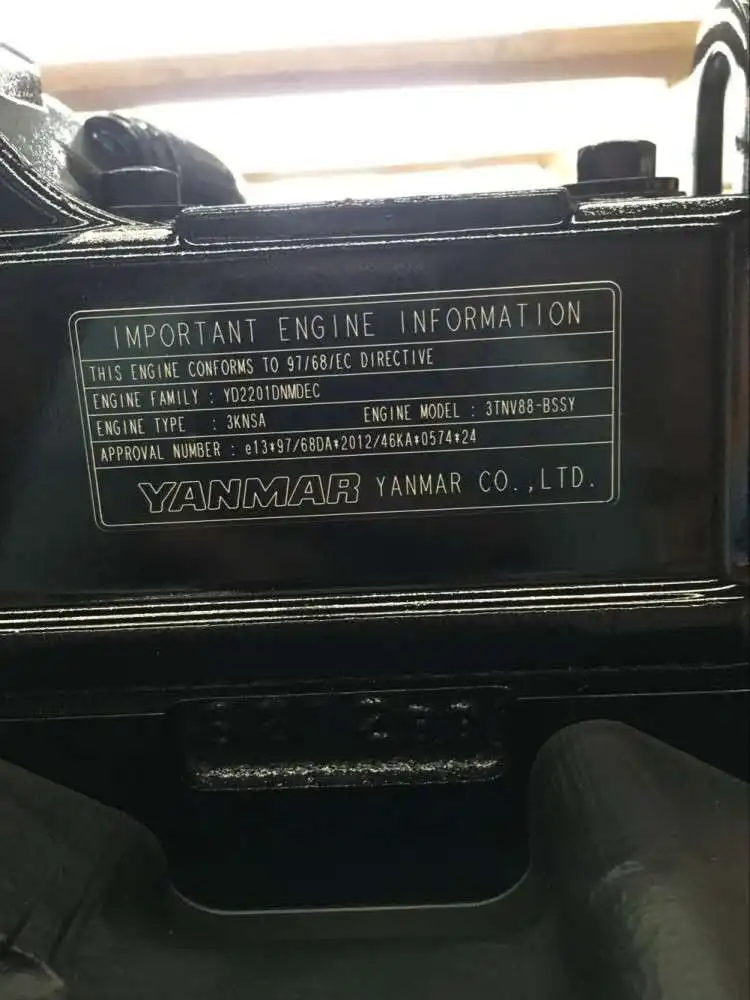 IMPORTANT ENGINE INFORMATION
THIS ENGINE CONFORMS TO 97/68/EC DIRECTIVE
ENGINE FAMILY : YD2201DNMDEC
ENGINE TYPE : 3KNSA ENGINE MODEL : 3TNV88-BSSY
APPROVAL NUMBER : e13*97/68DA*2012/46KA*0574*24
YANMAR YANMAR CO.,LTD.